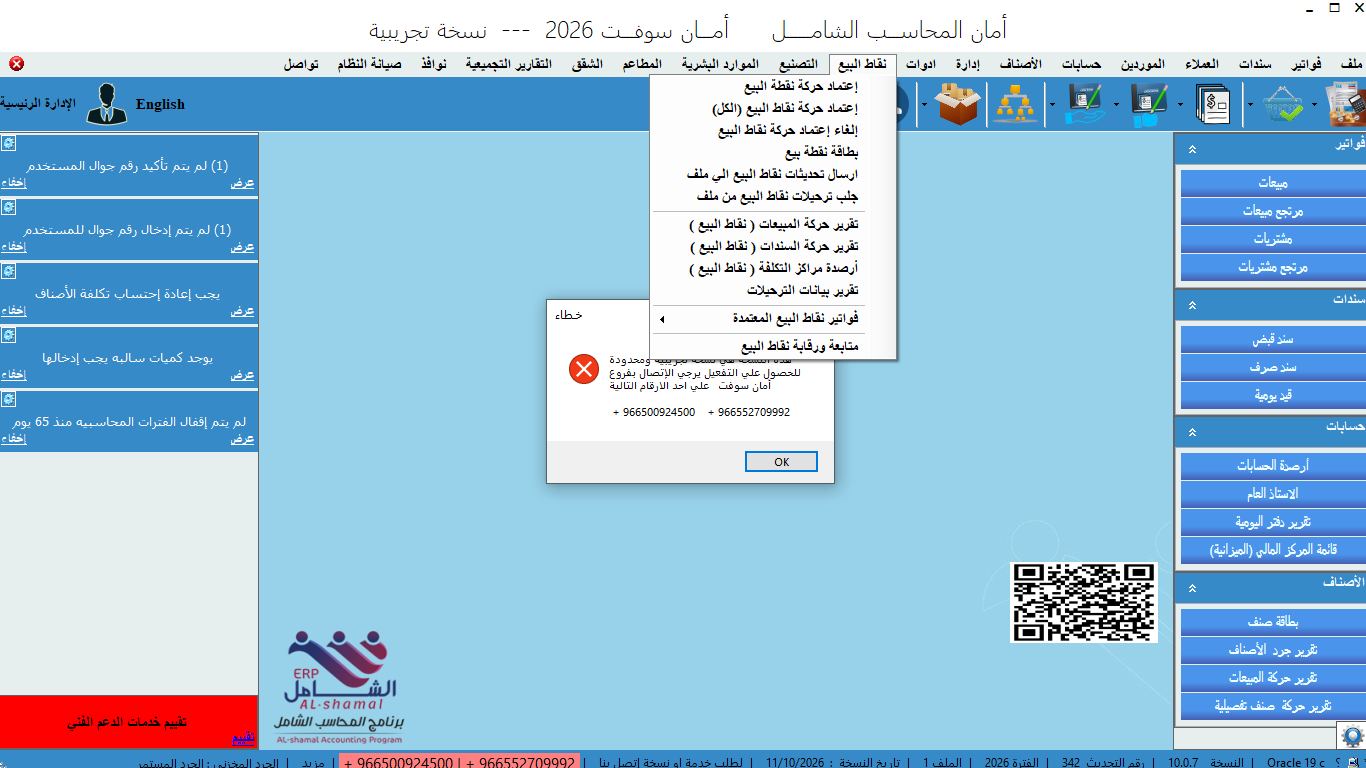 أمان المحاسب الشامل أمان سوفت 2026 --- نسخة تجريبية
ملف فواتير سندات العملاء الموردين حسابات الأصناف إدارة ادوات نقاط البيع التصنيع الموارد البشرية المطاعم الشقق التقارير التجميعية نوافذ صيانة النظام تواصل
English الإدارة الرئيسية
إعتماد حركة نقطة البيع
إعتماد حركة نقاط البيع (الكل)
إلغاء إعتماد حركة نقاط البيع
بطاقة نقطة بيع
ارسال تحديثات نقاط البيع الي ملف
جلب ترحيلات نقاط البيع من ملف
تقرير حركة المبيعات ( نقاط البيع )
تقرير حركة السندات ( نقاط البيع )
أرصدة مراكز التكلفة ( نقاط البيع )
تقرير بيانات الترحيلات
فواتير نقاط البيع المعتمدة
متابعة ورقابة نقاط البيع
فواتير
مبيعات
مرتجع مبيعات
مشتريات
مرتجع مشتريات
سندات
سند قبض
سند صرف
قيد يومية
حسابات
أرصدة الحسابات
الاستاذ العام
تقرير دفتر اليومية
قائمة المركز المالي (الميزانية)
الأصناف
بطاقة صنف
تقرير جرد الأصناف
تقرير حركة المبيعات
تقرير حركة صنف تفصيلية
خطاء
هذه النسخة هي نسخة تجريبية ومحدودة
للحصول علي التفعيل يرجي الإتصال بفروع
أمان سوفت علي احد الارقام التالية
+ 966500924500 + 966552709992
OK
(1) لم يتم تأكيد رقم جوال المستخدم
عرض إخفاء
(1) لم يتم إدخال رقم جوال للمستخدم
عرض إخفاء
يجب إعادة إحتساب تكلفة الأصناف
عرض إخفاء
يوجد كميات سالبه يجب إدخالها
عرض إخفاء
لم يتم إقفال الفترات المحاسبيه منذ 65 يوم
عرض إخفاء
ERP
الشامل
AL-shamal
برنامج المحاسب الشامل
AL-shamal Accounting Program
تقييم خدمات الدعم الفني
تقييم
؟ | Oracle 19 c | النسخة 10.0.7 | رقم التحديث 342 | الفترة 2026 | الملف 1 | تاريخ النسخة : 11/10/2026 | لطلب خدمة او نسخة إتصل بنا | + 966500924500 | + 966552709992 | مزيد | الجرد المخزني : الجرد المستمر